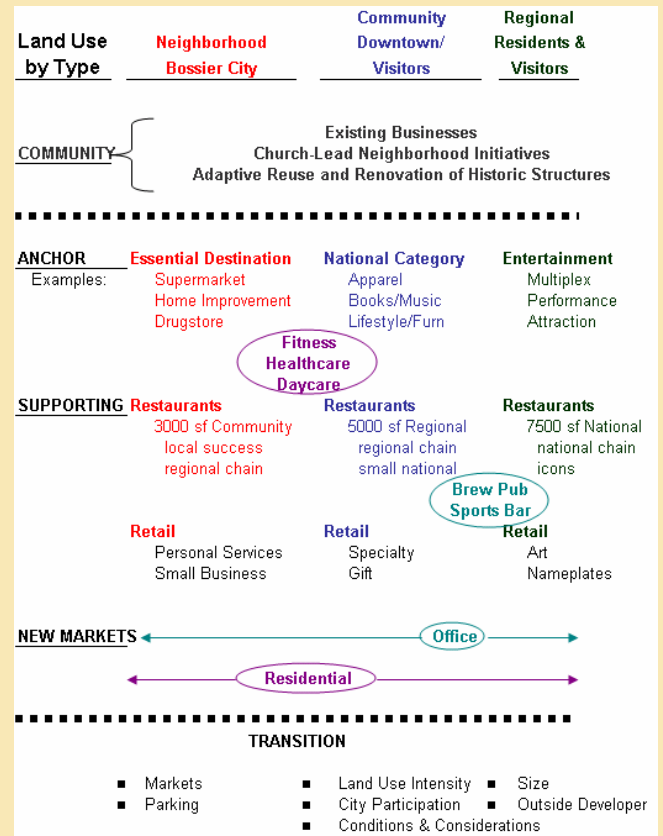 Land Use
by Type
Neighborhood
Bossier City
Community
Downtown/
Visitors
Regional
Residents &
Visitors
COMMUNITY
Existing Businesses
Church-Lead Neighborhood Initiatives
Adaptive Reuse and Renovation of Historic Structures
ANCHOR
Examples:
Essential Destination
Supermarket
Home Improvement
Drugstore
National Category
Apparel
Books/Music
Lifestyle/Furn
Entertainment
Multiplex
Performance
Attraction
Fitness
Healthcare
Daycare
SUPPORTING
Restaurants
3000 sf Community
local success
regional chain
Restaurants
5000 sf Regional
regional chain
small national
Restaurants
7500 sf National
national chain
icons
Brew Pub
Sports Bar
Retail
Personal Services
Small Business
Retail
Specialty
Gift
Retail
Art
Nameplates
NEW MARKETS
Office
Residential
TRANSITION
■ Markets
■ Parking
■ Land Use Intensity
■ City Participation
■ Conditions & Considerations
■ Size
■ Outside Developer